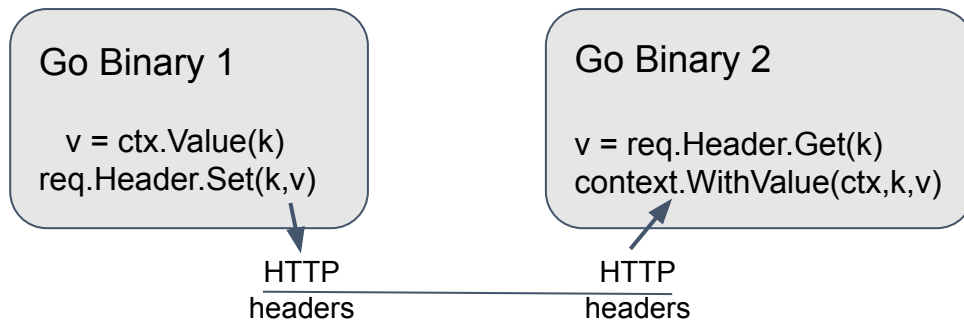 Go Binary 1
v = ctx.Value(k)
req.Header.Set(k,v)
Go Binary 2
v = req.Header.Get(k)
context.WithValue(ctx,k,v)
HTTP
headers
HTTP
headers